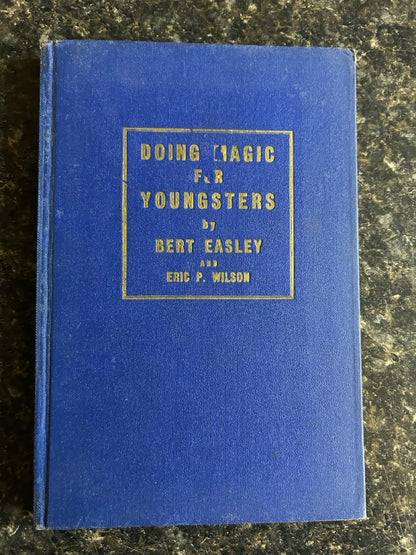 DOING MAGIC
FOR
YOUNGSTERS
by
BERT EASLEY
AND
ERIC P. WILSON